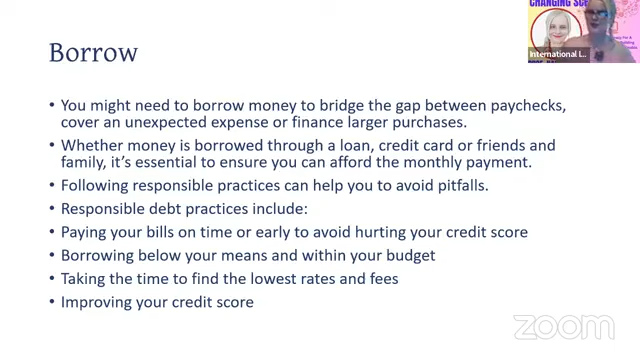 CHANGING SC
International L...
Borrow
• You might need to borrow money to bridge the gap between paychecks,
cover an unexpected expense or finance larger purchases.
• Whether money is borrowed through a loan, credit card or friends and
family, it's essential to ensure you can afford the monthly payment.
• Following responsible practices can help you to avoid pitfalls.
• Responsible debt practices include:
• Paying your bills on time or early to avoid hurting your credit score
• Borrowing below your means and within your budget
• Taking the time to find the lowest rates and fees
• Improving your credit score
zoom